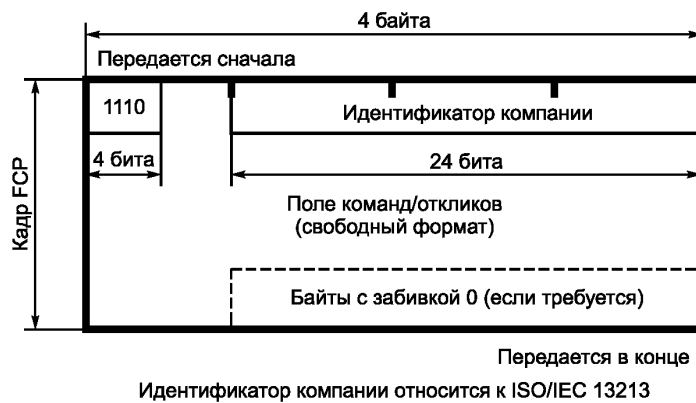 4 байта
Передается сначала
1110
Идентификатор компании
4 бита
24 бита
Кадр FCP
Поле команд/откликов
(свободный формат)
Байты с забивкой 0 (если требуется)
Передается в конце
Идентификатор компании относится к ISO/IEC 13213